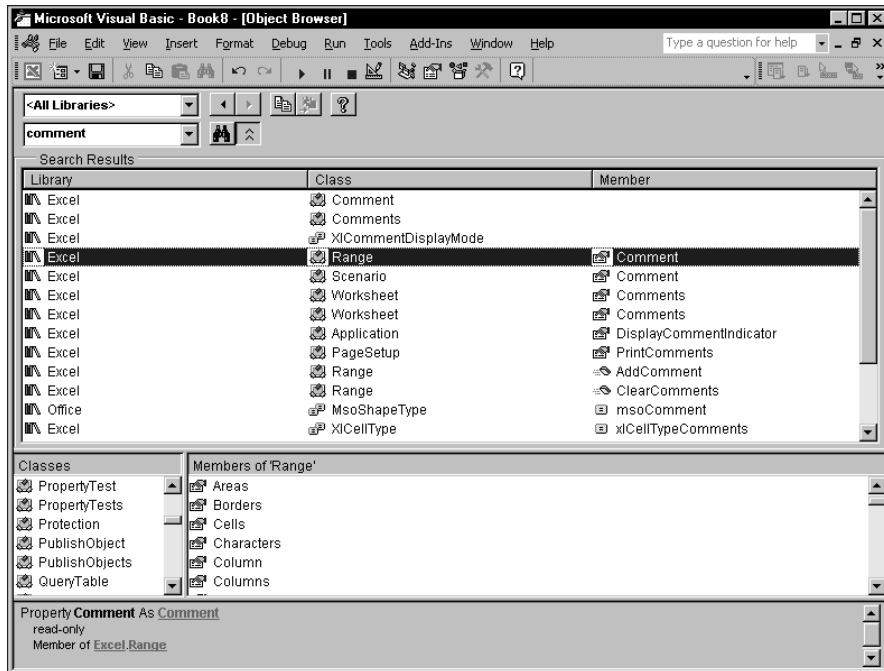 Microsoft Visual Basic - Book8 - [Object Browser]
File Edit View Insert Format Debug Run Tools Add-Ins Window Help Type a question for help
<All Libraries>
comment
Search Results
Library Class Member
Excel Comment
Excel Comments
Excel XlCommentDisplayMode
Excel Range Comment
Excel Scenario Comment
Excel Worksheet Comments
Excel Worksheet Comments
Excel Application DisplayCommentIndicator
Excel PageSetup PrintComments
Excel Range AddComment
Excel Range ClearComments
Office MsoShapeType msoComment
Excel XlCellType xlCellTypeComments
Classes Members of 'Range'
PropertyTest Areas
PropertyTests Borders
Protection Cells
PublishObject Characters
PublishObjects Column
QueryTable Columns
Property Comment As Comment
read-only
Member of Excel.Range